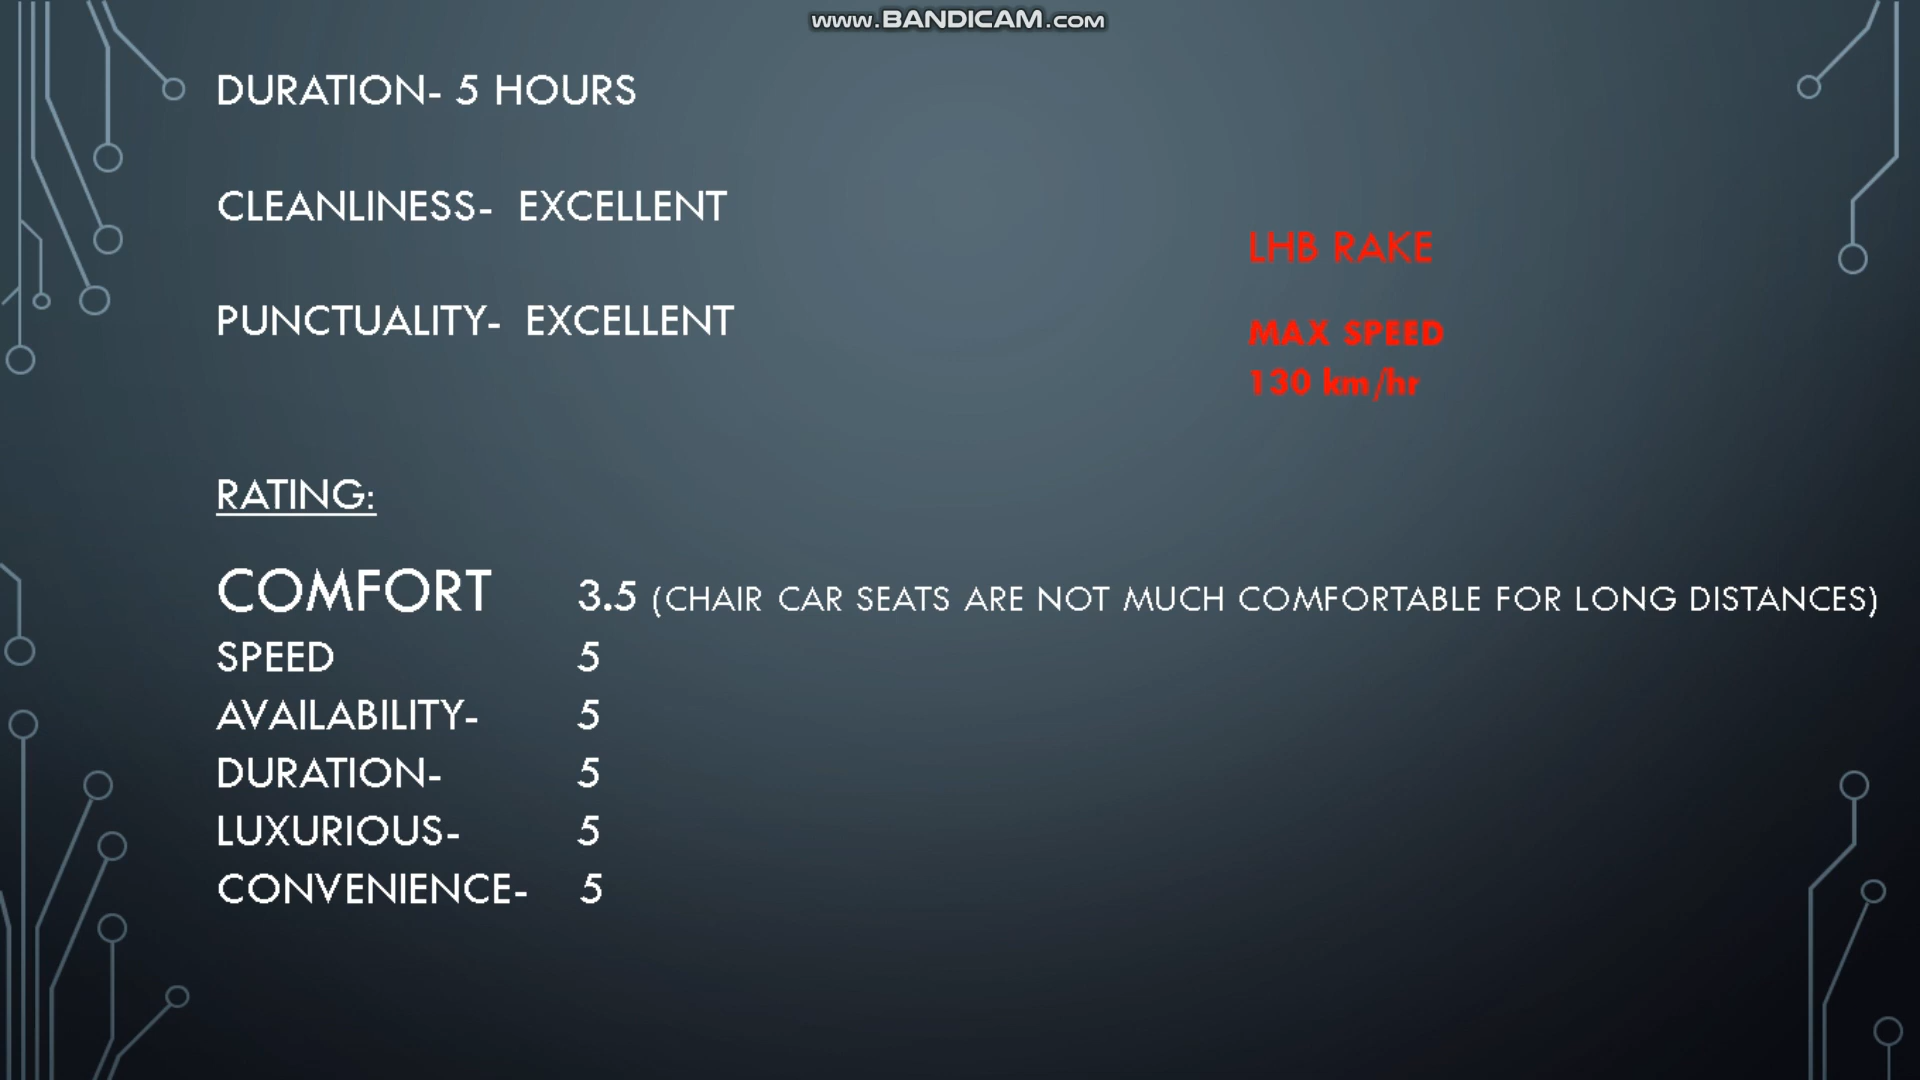 www.BANDICAM.com
DURATION- 5 HOURS
CLEANLINESS- EXCELLENT
PUNCTUALITY- EXCELLENT
LHB RAKE
MAX SPEED
130 km/hr
RATING:
COMFORT 3.5 (CHAIR CAR SEATS ARE NOT MUCH COMFORTABLE FOR LONG DISTANCES)
SPEED 5
AVAILABILITY- 5
DURATION- 5
LUXURIOUS- 5
CONVENIENCE- 5